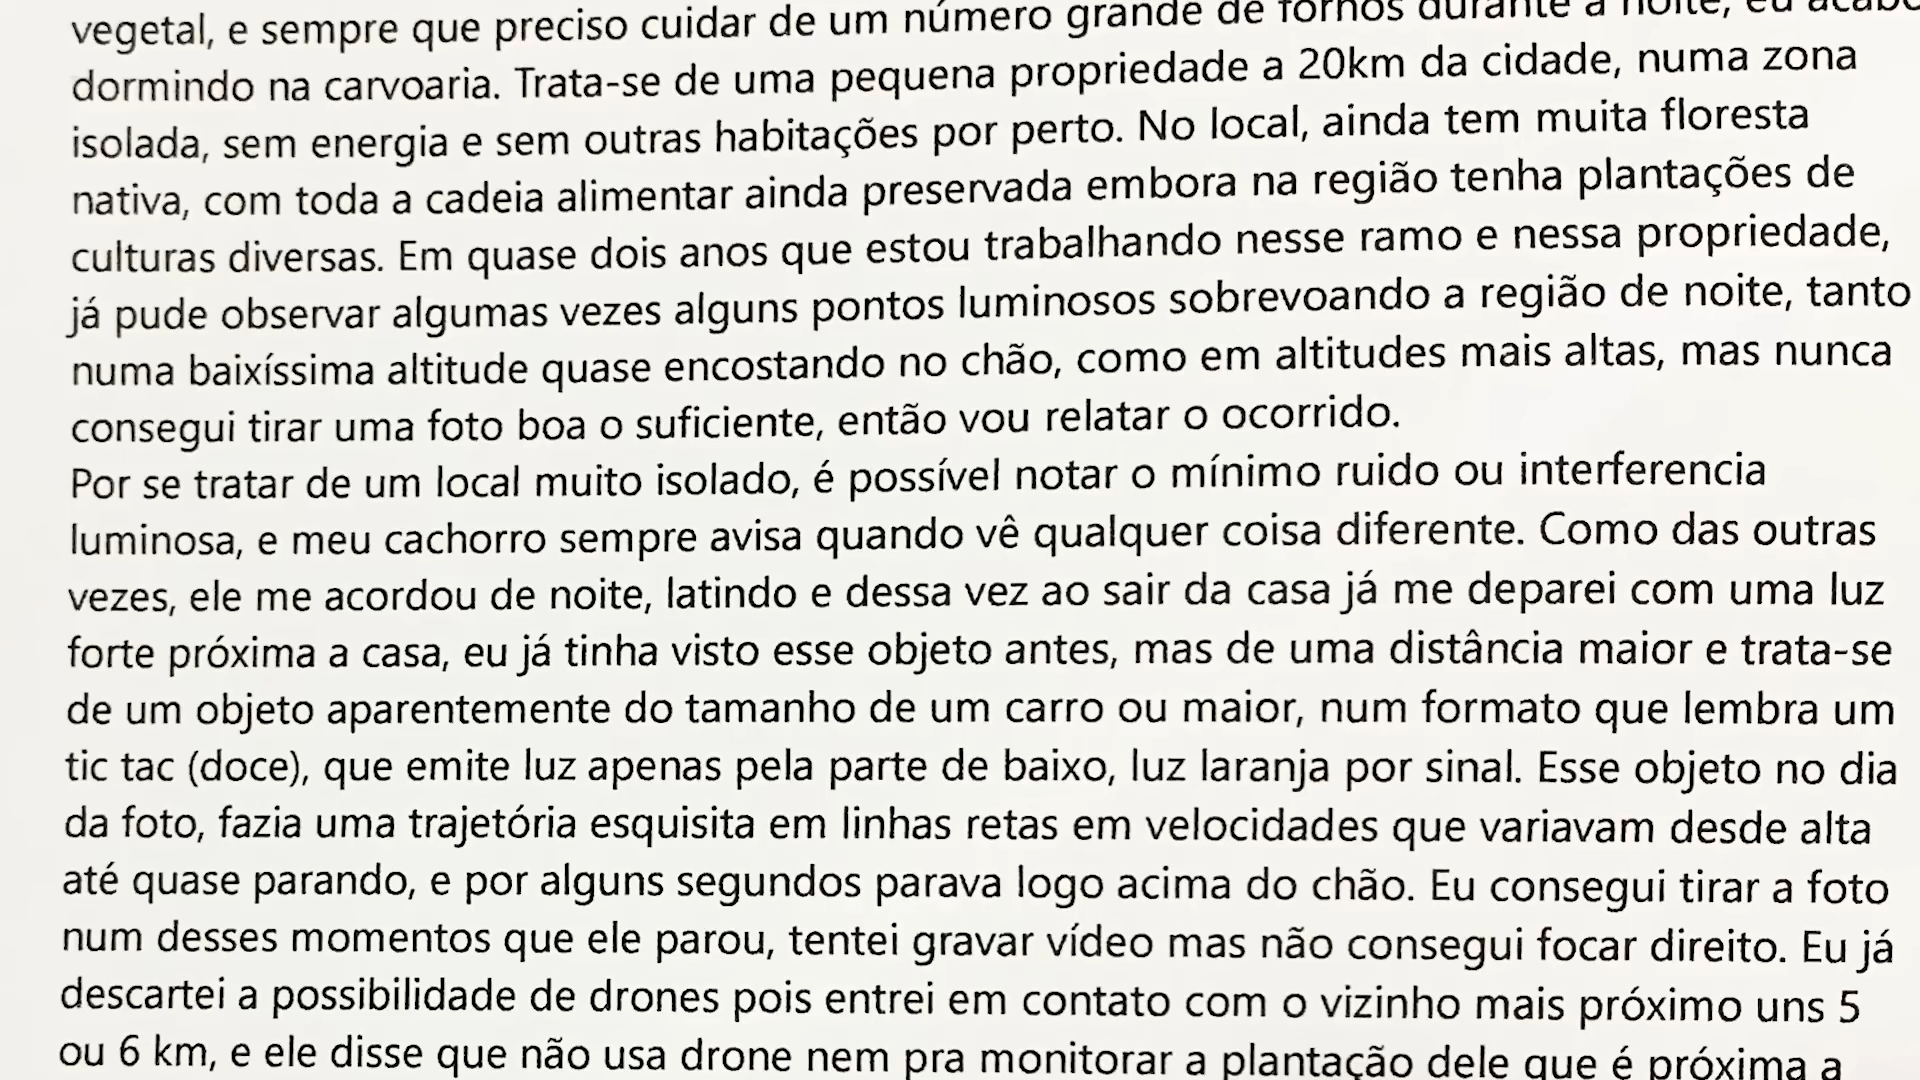 vegetal, e sempre que preciso cuidar de um número grande de fornos durante a noite, eu acabo
dormindo na carvoaria. Trata-se de uma pequena propriedade a 20km da cidade, numa zona
isolada, sem energia e sem outras habitações por perto. No local, ainda tem muita floresta
nativa, com toda a cadeia alimentar ainda preservada embora na região tenha plantações de
culturas diversas. Em quase dois anos que estou trabalhando nesse ramo e nessa propriedade,
já pude observar algumas vezes alguns pontos luminosos sobrevoando a região de noite, tanto
numa baixíssima altitude quase encostando no chão, como em altitudes mais altas, mas nunca
consegui tirar uma foto boa o suficiente, então vou relatar o ocorrido.
Por se tratar de um local muito isolado, é possível notar o mínimo ruido ou interferencia
luminosa, e meu cachorro sempre avisa quando vê qualquer coisa diferente. Como das outras
vezes, ele me acordou de noite, latindo e dessa vez ao sair da casa já me deparei com uma luz
forte próxima a casa, eu já tinha visto esse objeto antes, mas de uma distância maior e trata-se
de um objeto aparentemente do tamanho de um carro ou maior, num formato que lembra um
tic tac (doce), que emite luz apenas pela parte de baixo, luz laranja por sinal. Esse objeto no dia
da foto, fazia uma trajetória esquisita em linhas retas em velocidades que variavam desde alta
até quase parando, e por alguns segundos parava logo acima do chão. Eu consegui tirar a foto
num desses momentos que ele parou, tentei gravar vídeo mas não consegui focar direito. Eu já
descartei a possibilidade de drones pois entrei em contato com o vizinho mais próximo uns 5
ou 6 km, e ele disse que não usa drone nem pra monitorar a plantação dele que é próxima a